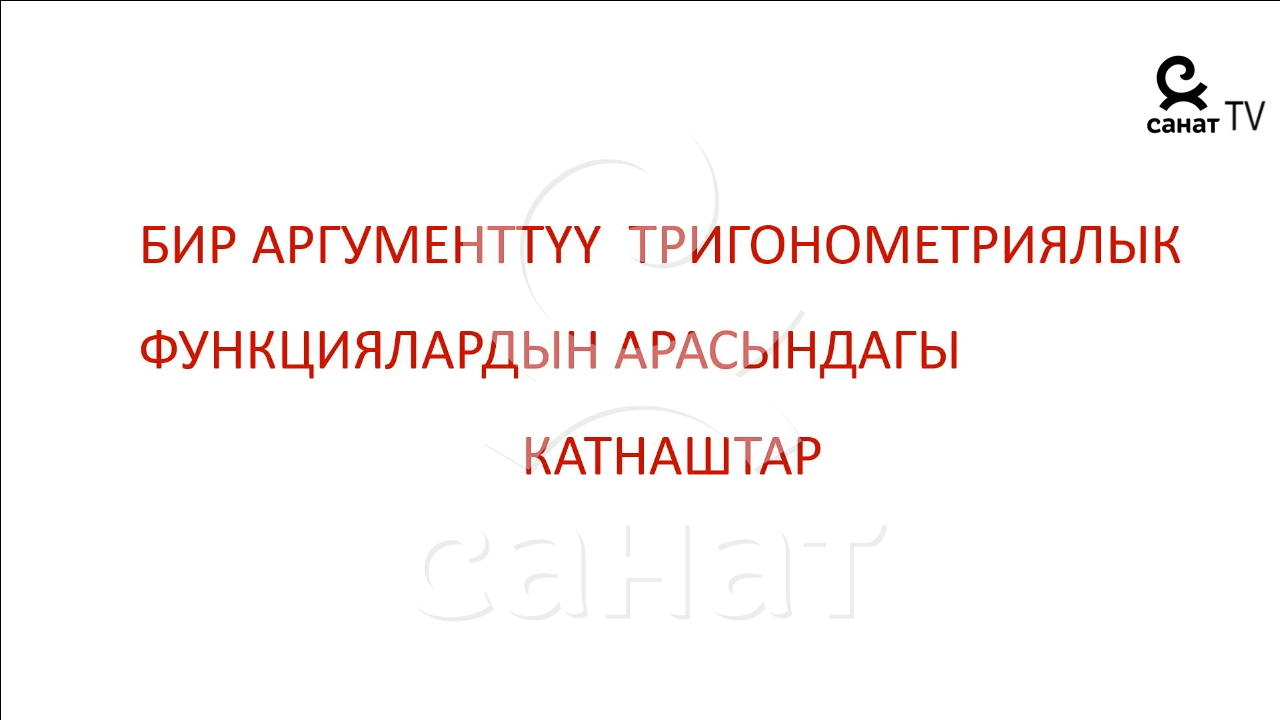 санат TV
БИР АРГУМЕНТТҮҮ ТРИГОНОМЕТРИЯЛЫК
ФУНКЦИЯЛАРДЫН АРАСЫНДАГЫ
КАТНАШТАР
санат